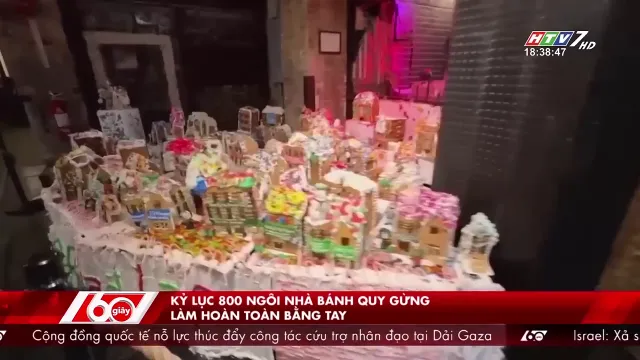 HTV7 HD
18:38:47
60 giây
KỶ LỤC 800 NGÔI NHÀ BÁNH QUY GỪNG
LÀM HOÀN TOÀN BẰNG TAY
Cộng đồng quốc tế nỗ lực thúc đẩy công tác cứu trợ nhân đạo tại Dải Gaza 60 giây Israel: Xả s